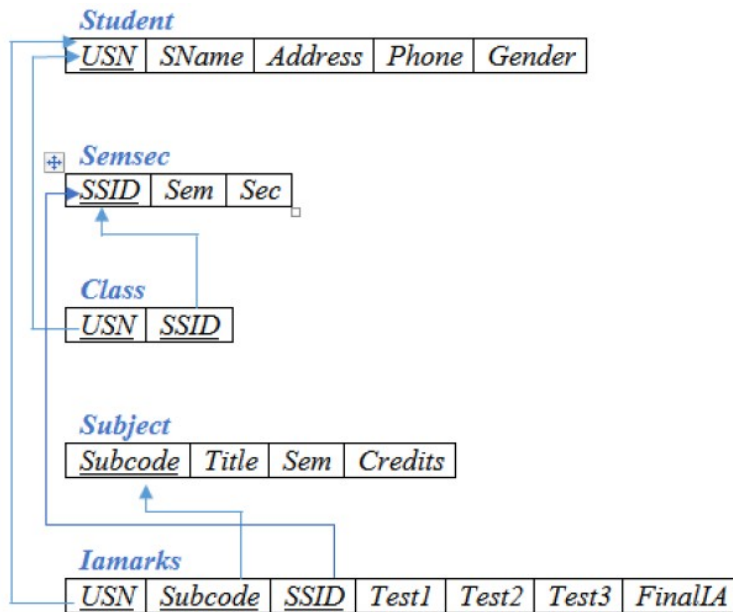 Student
USN SName Address Phone Gender
Semsec
SSID Sem Sec
Class
USN SSID
Subject
Subcode Title Sem Credits
Iamarks
USN Subcode SSID Test1 Test2 Test3 FinalIA